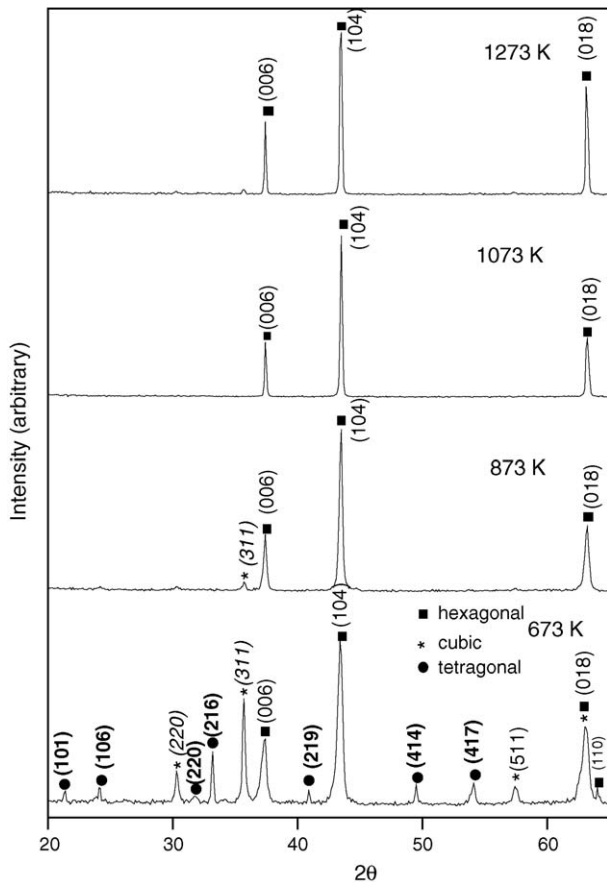 (104)
(018)
1273 K
(006)
(104)
1073 K
(006)
(018)
(104)
873 K
(006)
(018)
* (311)
Intensity (arbitrary)
(104
■ hexagonal
* cubic
● tetragonal
673 K
(101)
(106)
*(220)
(220)
(216)
*(311)
(006)
(219)
(414)
(417)
*(511)
*
(018)
(110)
20 30 40 50 60
2θ